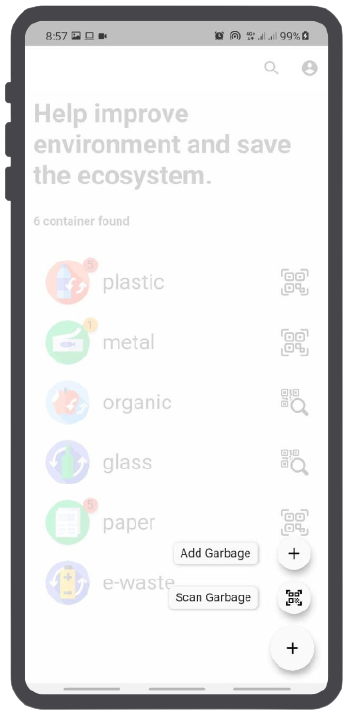 8:57 99%
Help improve
environment and save
the ecosystem.
6 container found
5
plastic
1
metal
organic
glass
5
paper
Add Garbage
e-waste
Scan Garbage